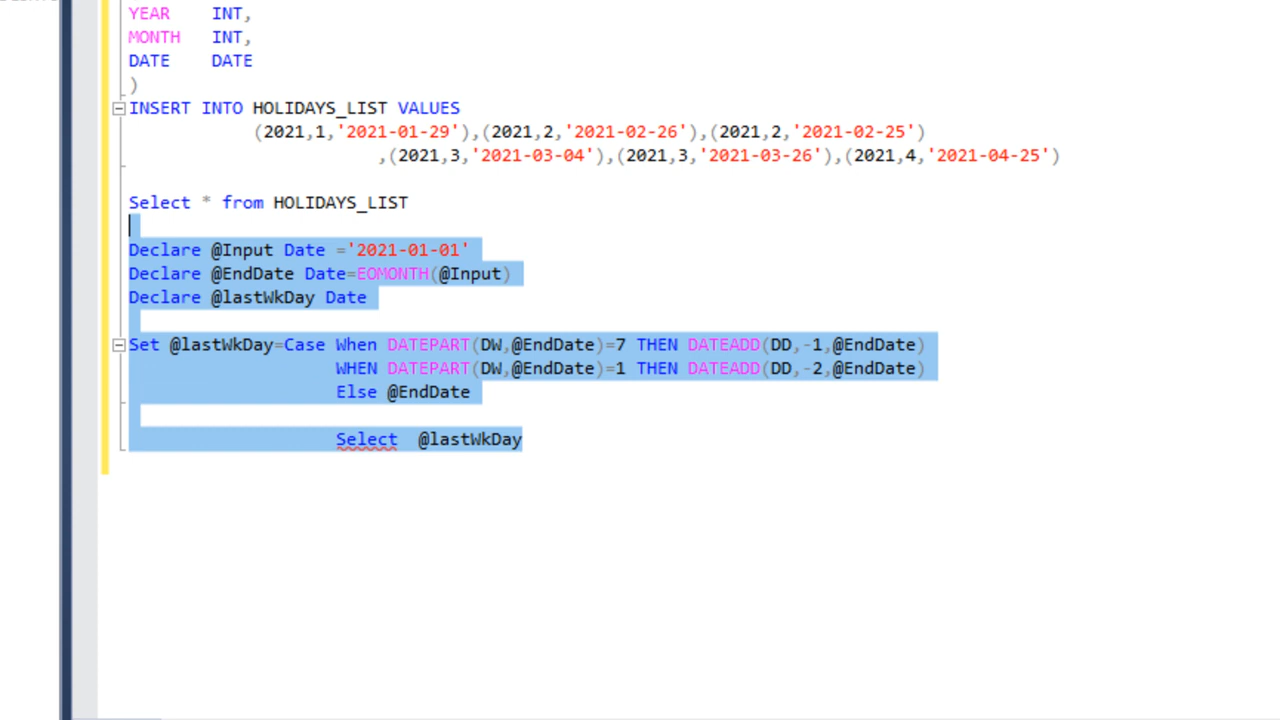 YEAR INT,
MONTH INT,
DATE DATE
)
INSERT INTO HOLIDAYS_LIST VALUES
(2021,1,'2021-01-29'),(2021,2,'2021-02-26'),(2021,2,'2021-02-25')
,(2021,3,'2021-03-04'),(2021,3,'2021-03-26'),(2021,4,'2021-04-25')
Select * from HOLIDAYS_LIST
Declare @Input Date ='2021-01-01'
Declare @EndDate Date=EOMONTH(@Input)
Declare @lastWkDay Date
Set @lastWkDay=Case When DATEPART(DW,@EndDate)=7 THEN DATEADD(DD,-1,@EndDate)
WHEN DATEPART(DW,@EndDate)=1 THEN DATEADD(DD,-2,@EndDate)
Else @EndDate
Select @lastWkDay